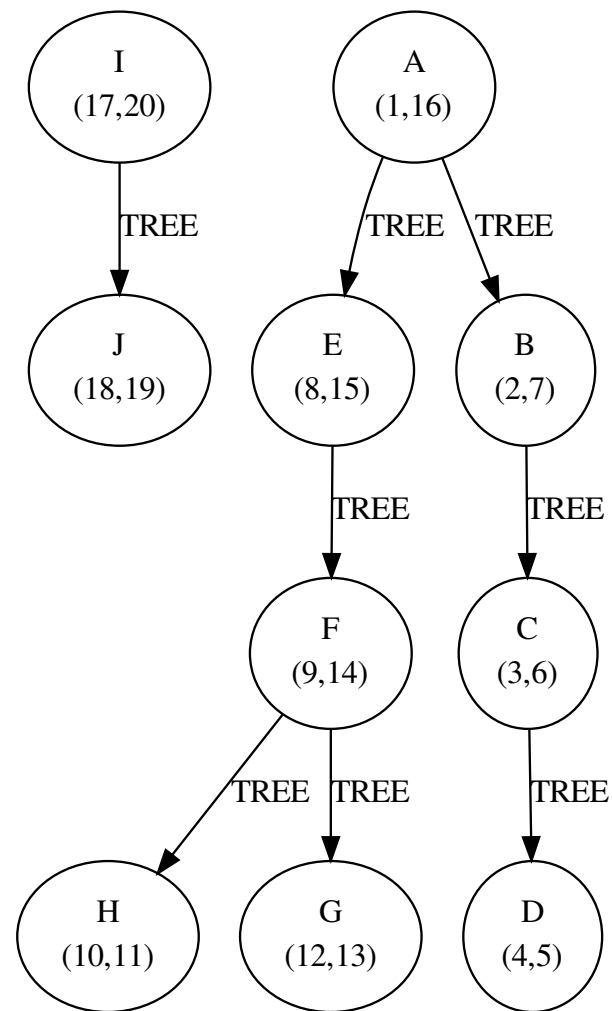 I
(17,20)
A
(1,16)
TREE
TREE
TREE
J
(18,19)
E
(8,15)
B
(2,7)
TREE
TREE
F
(9,14)
C
(3,6)
TREE
TREE
TREE
H
(10,11)
G
(12,13)
D
(4,5)